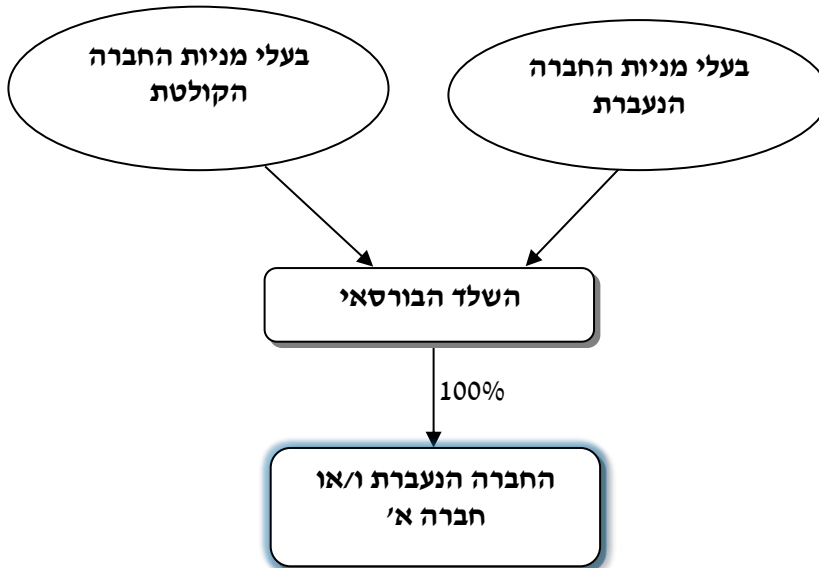 בעלי מניות החברה
הנעברת
בעלי מניות החברה
הקולטת
השלד הבורסאי
100%
החברה הנעברת ו/או
חברה א'